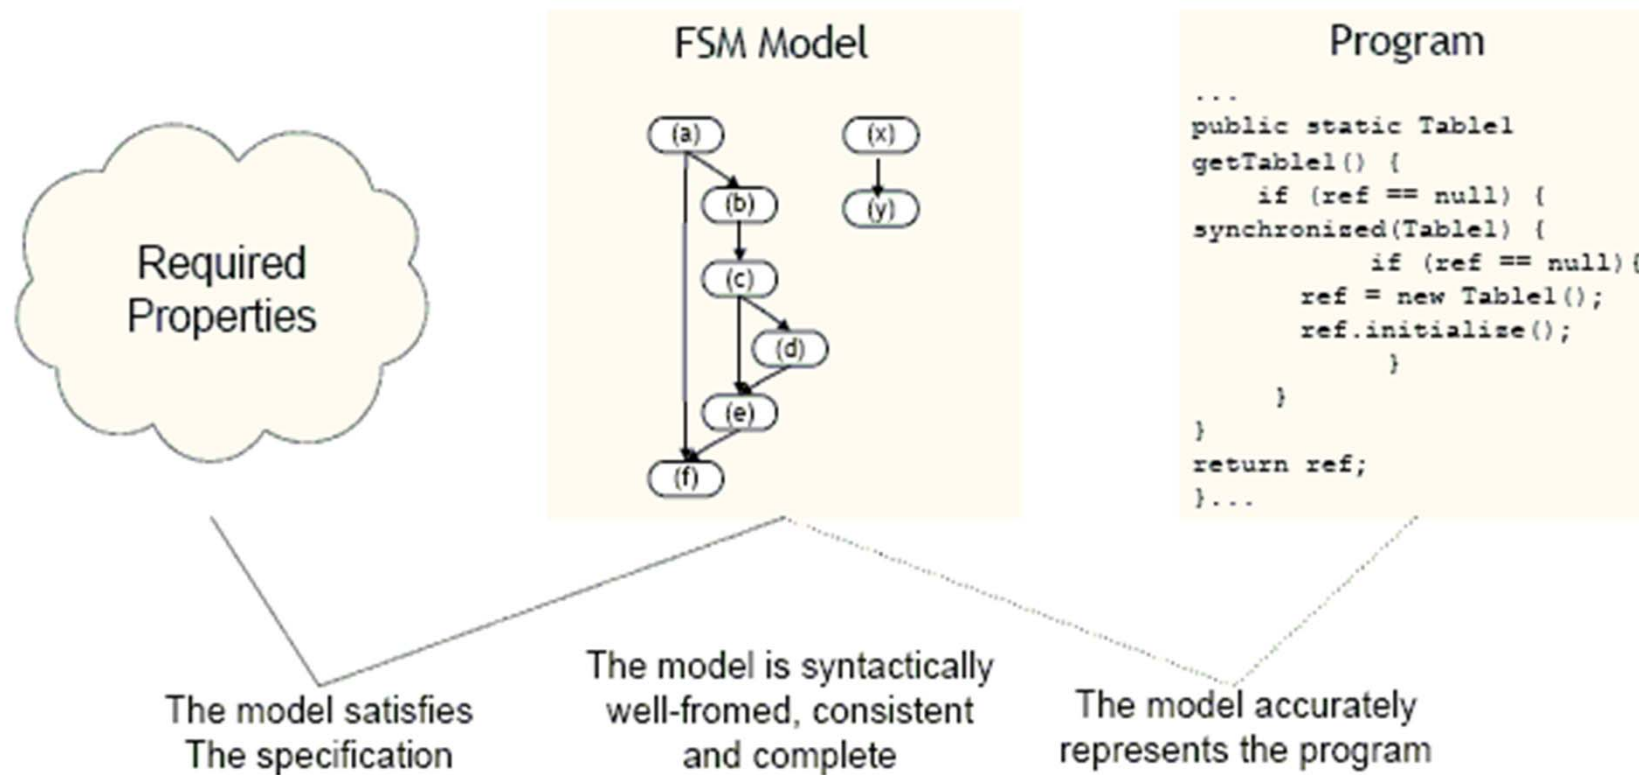 Required
Properties
FSM Model
(a)
(x)
(b)
(y)
(c)
(d)
(e)
(f)
Program
...
public static Table1
getTable1() {
if (ref == null) {
synchronized(Table1) {
if (ref == null){
ref = new Table1();
ref.initialize();
}
}
}
return ref;
}...
The model satisfies
The specification
The model is syntactically
well-fromed, consistent
and complete
The model accurately
represents the program